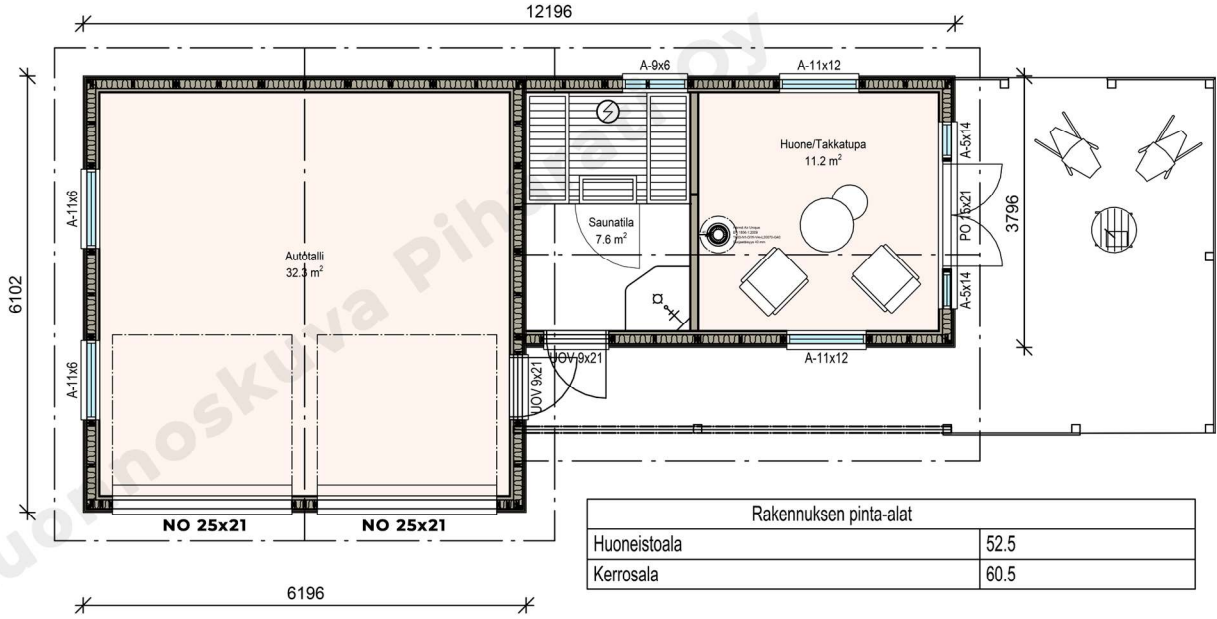 12196
A-9x6
A-11x12
A-11x6
A-5x14
Huone/Takkatupa
11.2 m²
Saunatila
7.6 m²
PO 15x21
3796
Autotalli
32.3 m²
6102
A-5x14
A-11x6
UOV 9x21
UOV 9x21
A-11x12
NO 25x21
NO 25x21
6196
Rakennuksen pinta-alat
Huoneistoala 52.5
Kerrosala 60.5